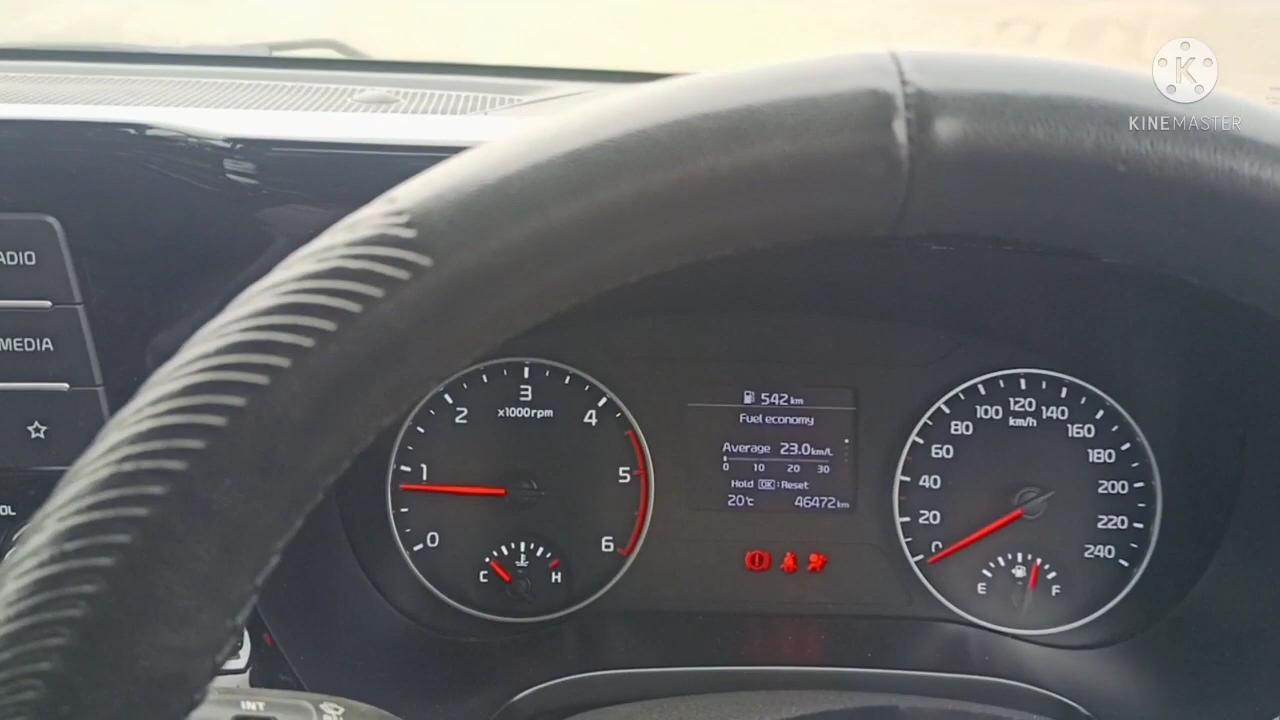 K
KINEMASTER
ADIO
MEDIA
OL
INT
0
1
2
3
4
5
6
x1000rpm
C
H
542 km
Fuel economy
Average 23.0km/L
0 10 20 30
Hold OK : Reset
20°C 46472km
0
20
40
60
80
100
120
140
160
180
200
220
240
km/h
E
F